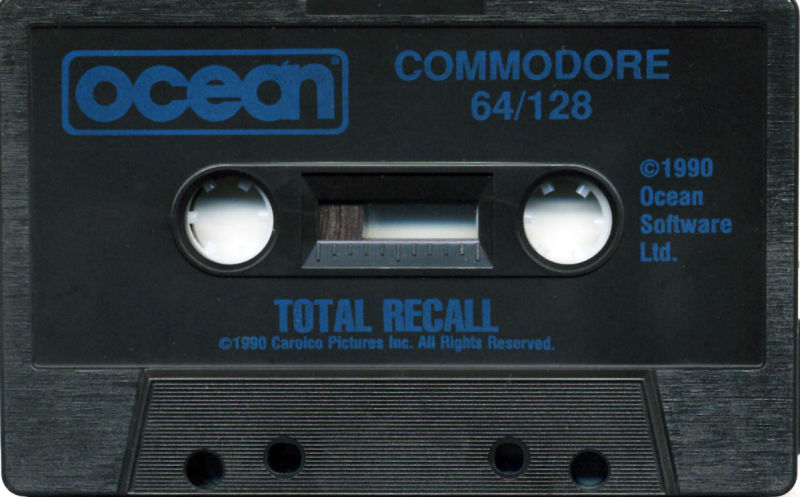 ocean
COMMODORE
64/128
©1990
Ocean
Software
Ltd.
TOTAL RECALL
©1990 Carolco Pictures Inc. All Rights Reserved.